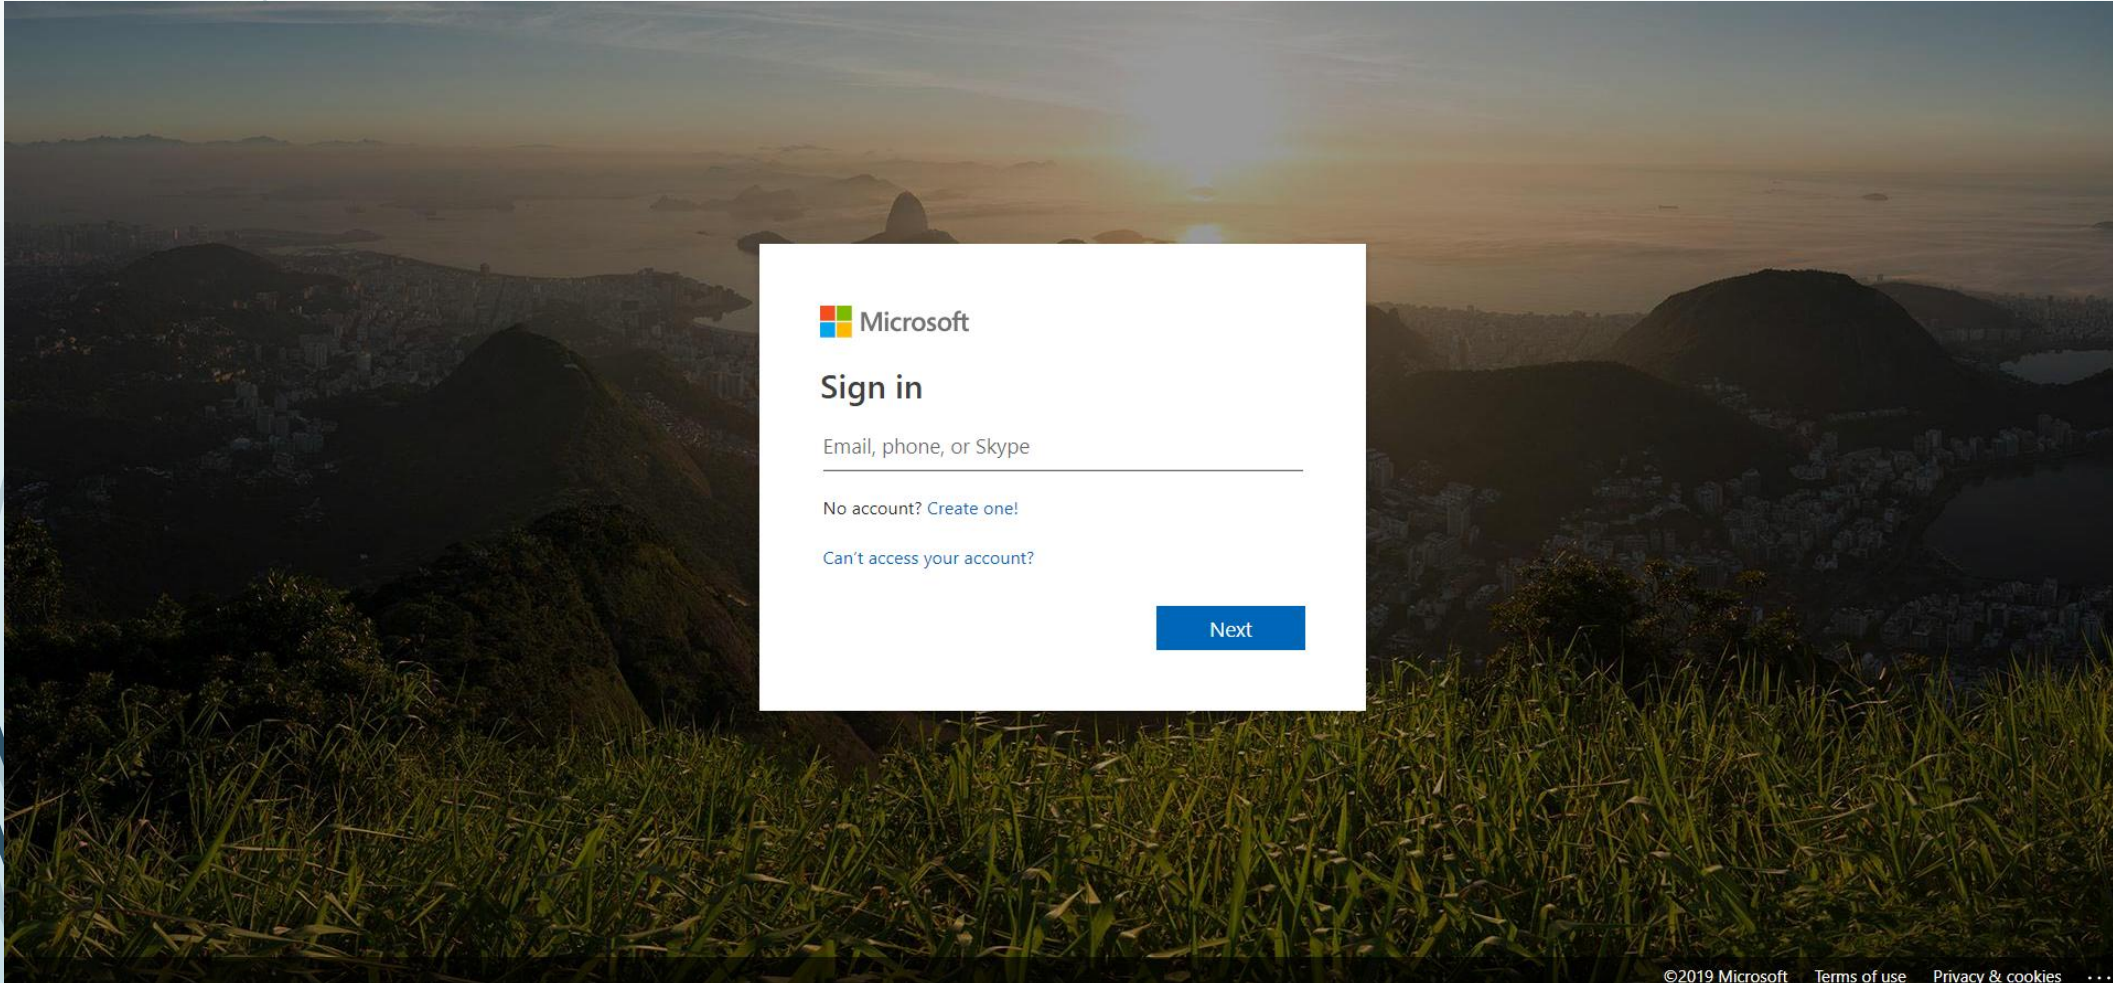 Microsoft
Sign in
Email, phone, or Skype
No account? Create one!
Can't access your account?
Next
©2019 Microsoft Terms of use Privacy & cookies ...